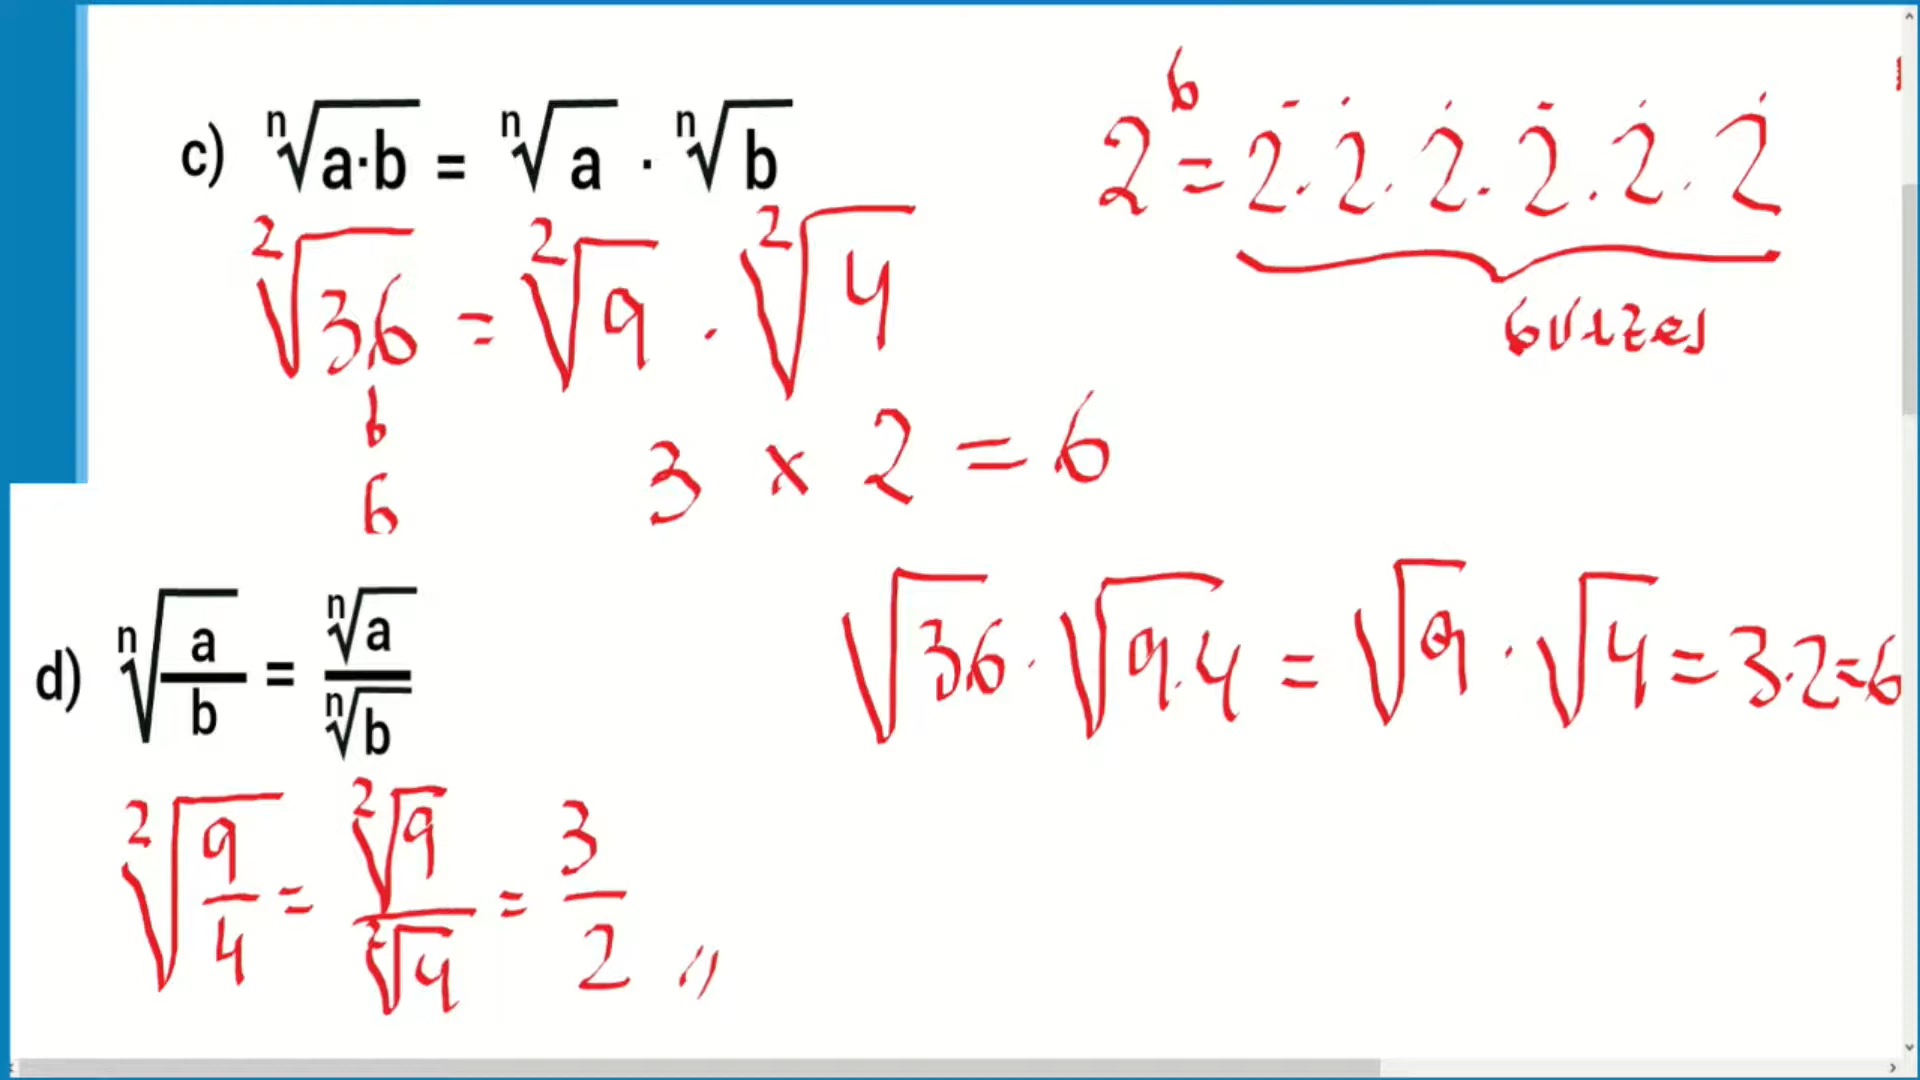 c) ⁿ√(a·b) = ⁿ√a · ⁿ√b
2⁶ = 2 . 2 . 2 . 2 . 2 . 2
6 vezes
²√36 = ²√9 . ²√4
6
6
3 x 2 = 6
d) ⁿ√(a/b) = ⁿ√a / ⁿ√b
√36 . √9.4 = √9 . √4 = 3.2=6
²√(9/4) = ²√9 / ²√4 = 3/2 //